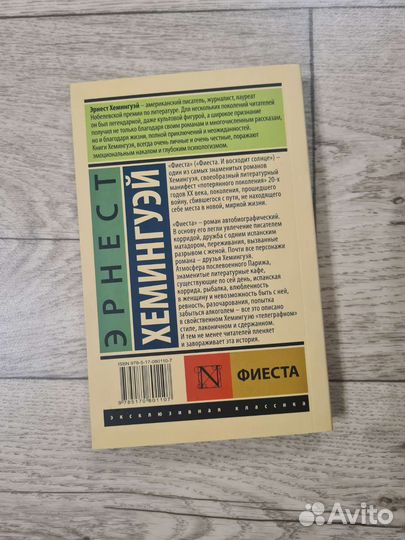 Эрнест Хемингуэй – американский писатель, журналист, лауреат
Нобелевской премии по литературе. Для нескольких поколений читателей
он был легендарной, даже культовой фигурой, а широкое признание
получил не только благодаря своим романам и многочисленным рассказам,
но и благодаря жизни, полной приключений и неожиданностей.
Книги Хемингуэя, всегда очень личные и очень честные, поражают
эмоциональным накалом и глубоким психологизмом.
ЭРНЕСТ
ХЕМИНГУЭЙ
«Фиеста» («Фиеста. И восходит солнце») –
один из самых знаменитых романов
Хемингуэя, своеобразный литературный
манифест «потерянного поколения» 20-х
годов XX века, поколения, прошедшего
войну, сбившегося с пути, не находящего
себе места в новой, мирной жизни.
«Фиеста» – роман автобиографический.
В основу его легли увлечение писателем
корридой, дружба с одним испанским
матадором, переживания, вызванные
разрывом с женой. Почти все персонажи
романа – друзья Хемингуэя.
Атмосфера послевоенного Парижа,
знаменитые литературные кафе,
существующие по сей день, испанская
коррида, рыбалка, влюбленность
в женщину и невозможность быть с ней,
ревность, разочарования, попытка
забыться алкоголем – все это описано
в свойственном Хемингуэю «телеграфном»
стиле, лаконичном и сдержанном.
И тем не менее читателей пленяет
и завораживает эта история.
ISBN 978-5-17-080110-7
9 785170 801107
N
ФИЕСТА
эксклюзивная классика
Avito